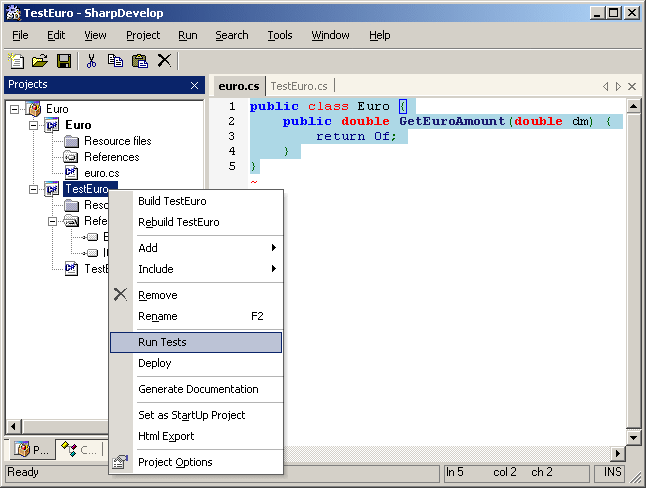 TestEuro - SharpDevelop
File Edit View Project Run Search Tools Window Help
Projects
Euro
Euro
Resource files
References
euro.cs
TestEuro
Reso
Refe
E
TestE
euro.cs TestEuro.cs
1 public class Euro {
2 public double GetEuroAmount(double dm) {
3 return 0f;
4 }
5 }
~
Build TestEuro
Rebuild TestEuro
Add
Include
Remove
Rename F2
Run Tests
Deploy
Generate Documentation
Set as StartUp Project
Html Export
Project Options
P... C...
Ready ln 5 col 2 ch 2 INS